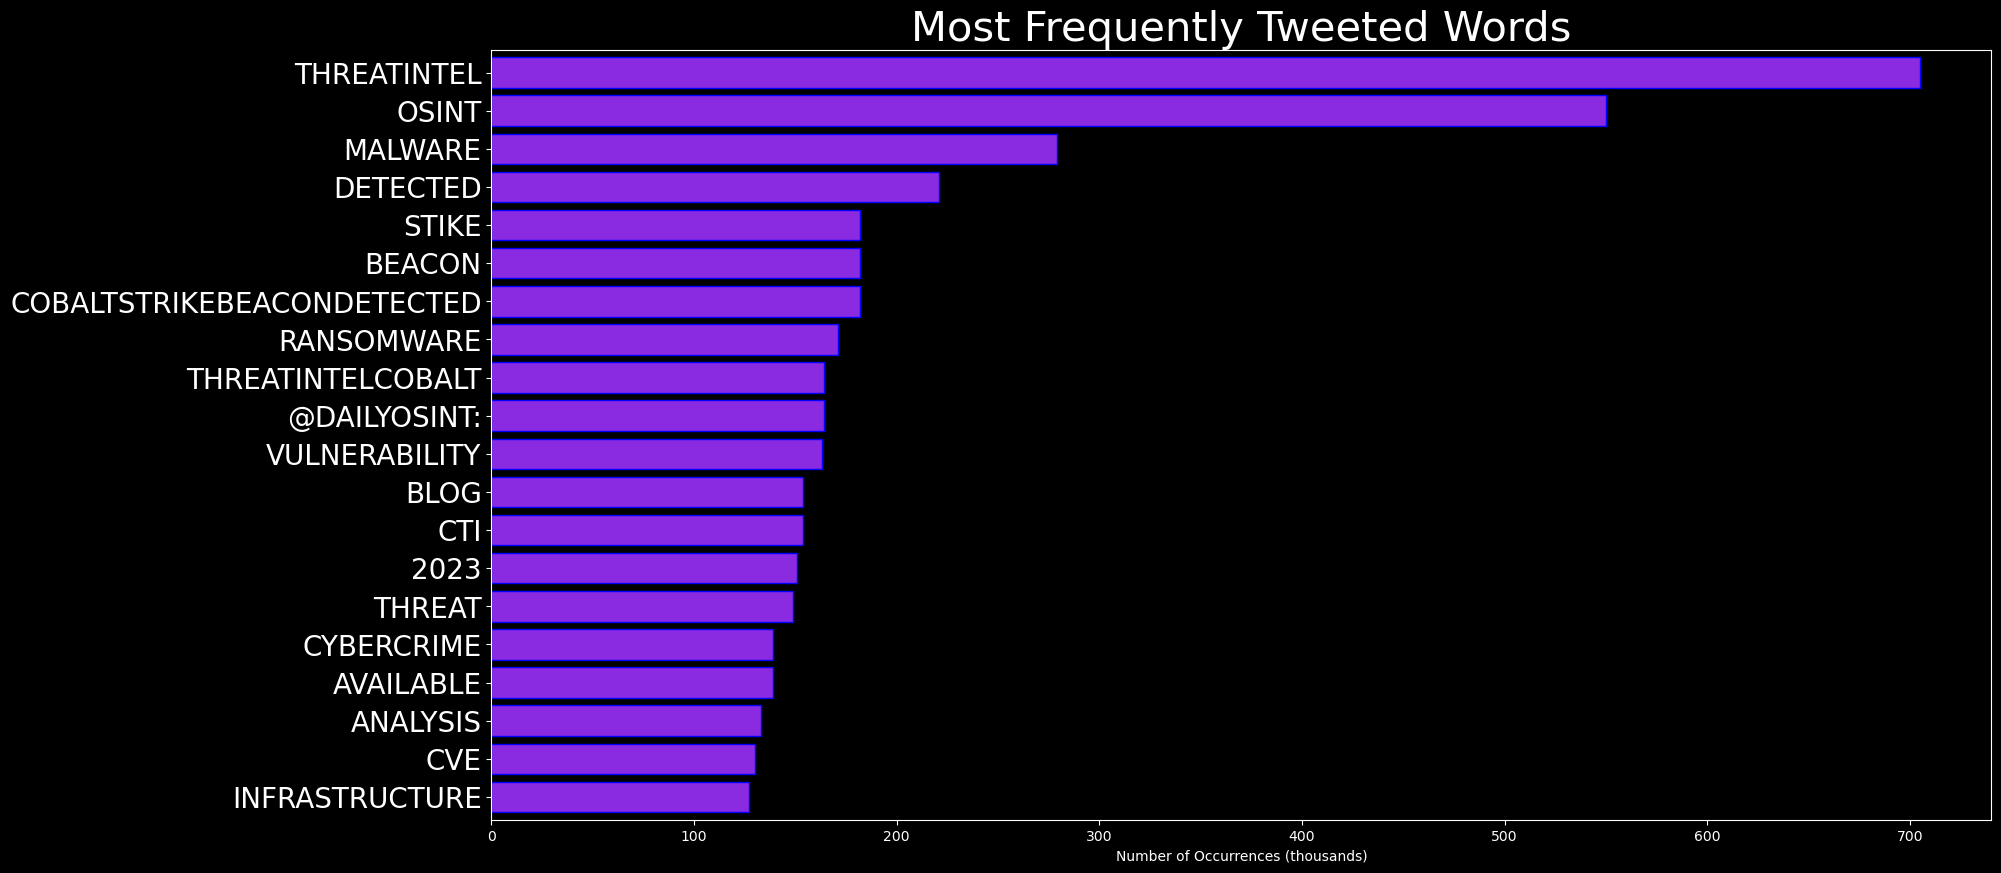 Most Frequently Tweeted Words
THREATINTEL
OSINT
MALWARE
DETECTED
STIKE
BEACON
COBALTSTRIKEBEACONDETECTED
RANSOMWARE
THREATINTELCOBALT
@DAILYOSINT:
VULNERABILITY
BLOG
CTI
2023
THREAT
CYBERCRIME
AVAILABLE
ANALYSIS
CVE
INFRASTRUCTURE
0 100 200 300 400 500 600 700
Number of Occurrences (thousands)